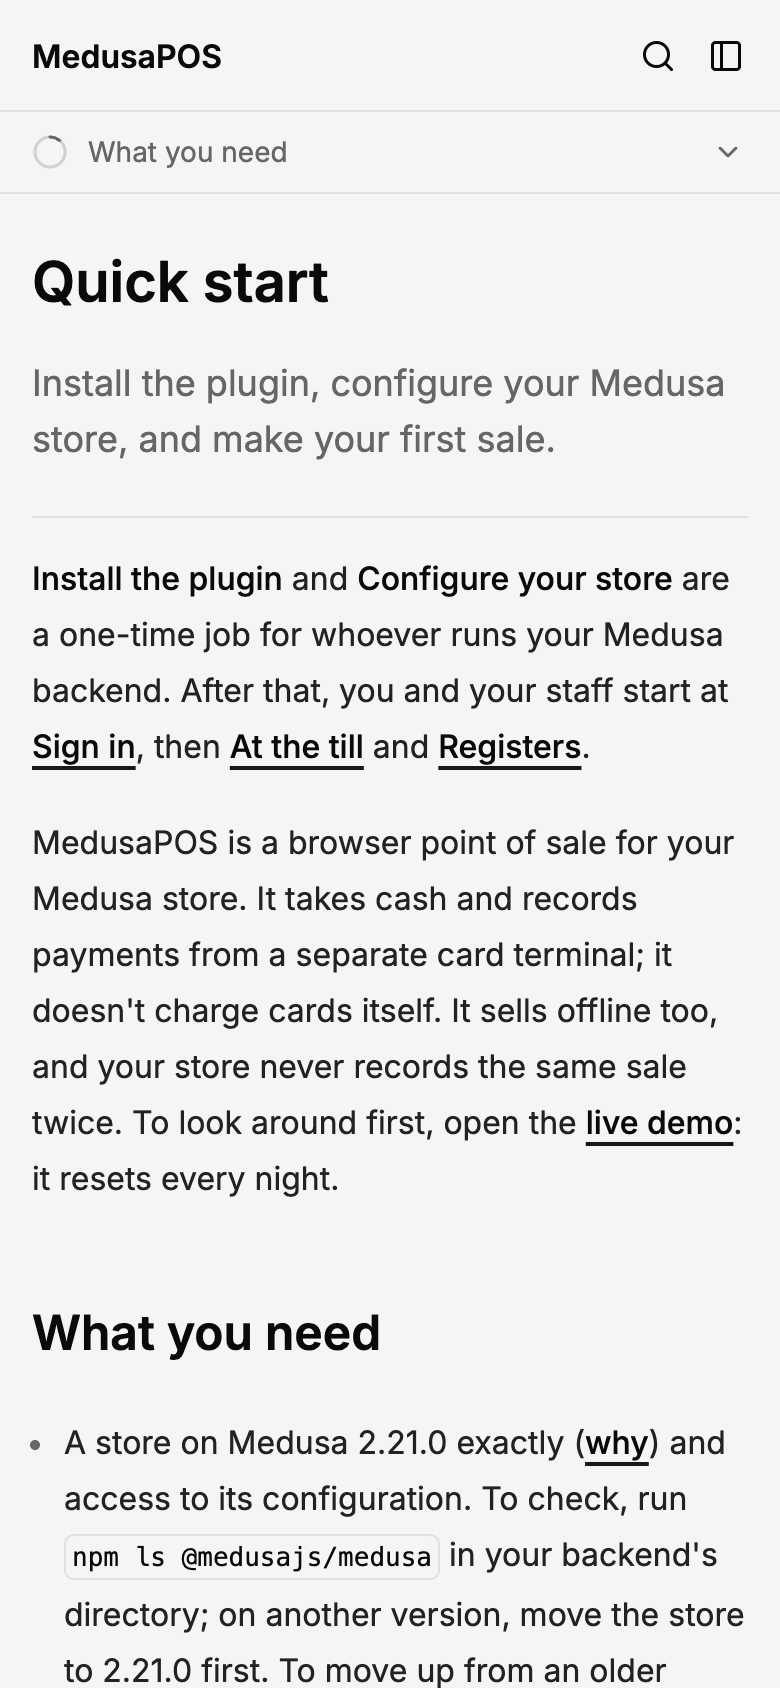 MedusaPOS
What you need
Quick start
Install the plugin, configure your Medusa
store, and make your first sale.
Install the plugin and Configure your store are
a one-time job for whoever runs your Medusa
backend. After that, you and your staff start at
Sign in, then At the till and Registers.
MedusaPOS is a browser point of sale for your
Medusa store. It takes cash and records
payments from a separate card terminal; it
doesn't charge cards itself. It sells offline too,
and your store never records the same sale
twice. To look around first, open the live demo:
it resets every night.
What you need
• A store on Medusa 2.21.0 exactly (why) and
access to its configuration. To check, run
npm ls @medusajs/medusa in your backend's
directory; on another version, move the store
to 2.21.0 first. To move up from an older